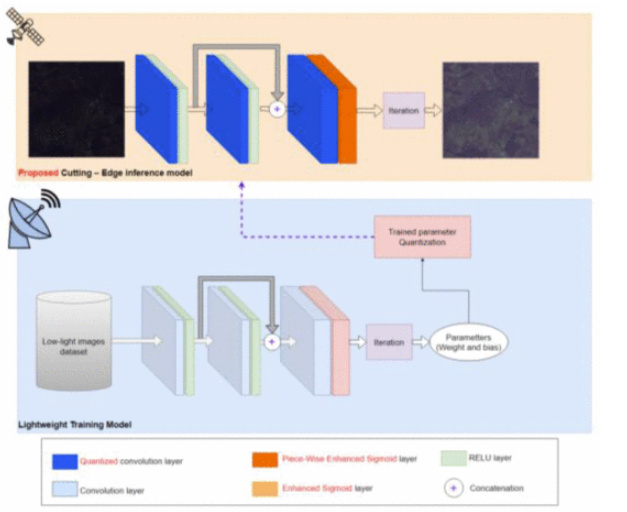 Iteration
Proposed Cutting – Edge inference model
Trained parameter
Quantization
Low-light images
dataset
Iteration
Parametters
(Weight and bias)
Lightweight Training Model
Quantized convolution layer
Piece-Wise Enhanced Sigmoid layer
RELU layer
Convolution layer
Enhanced Sigmoid layer
Concatenation